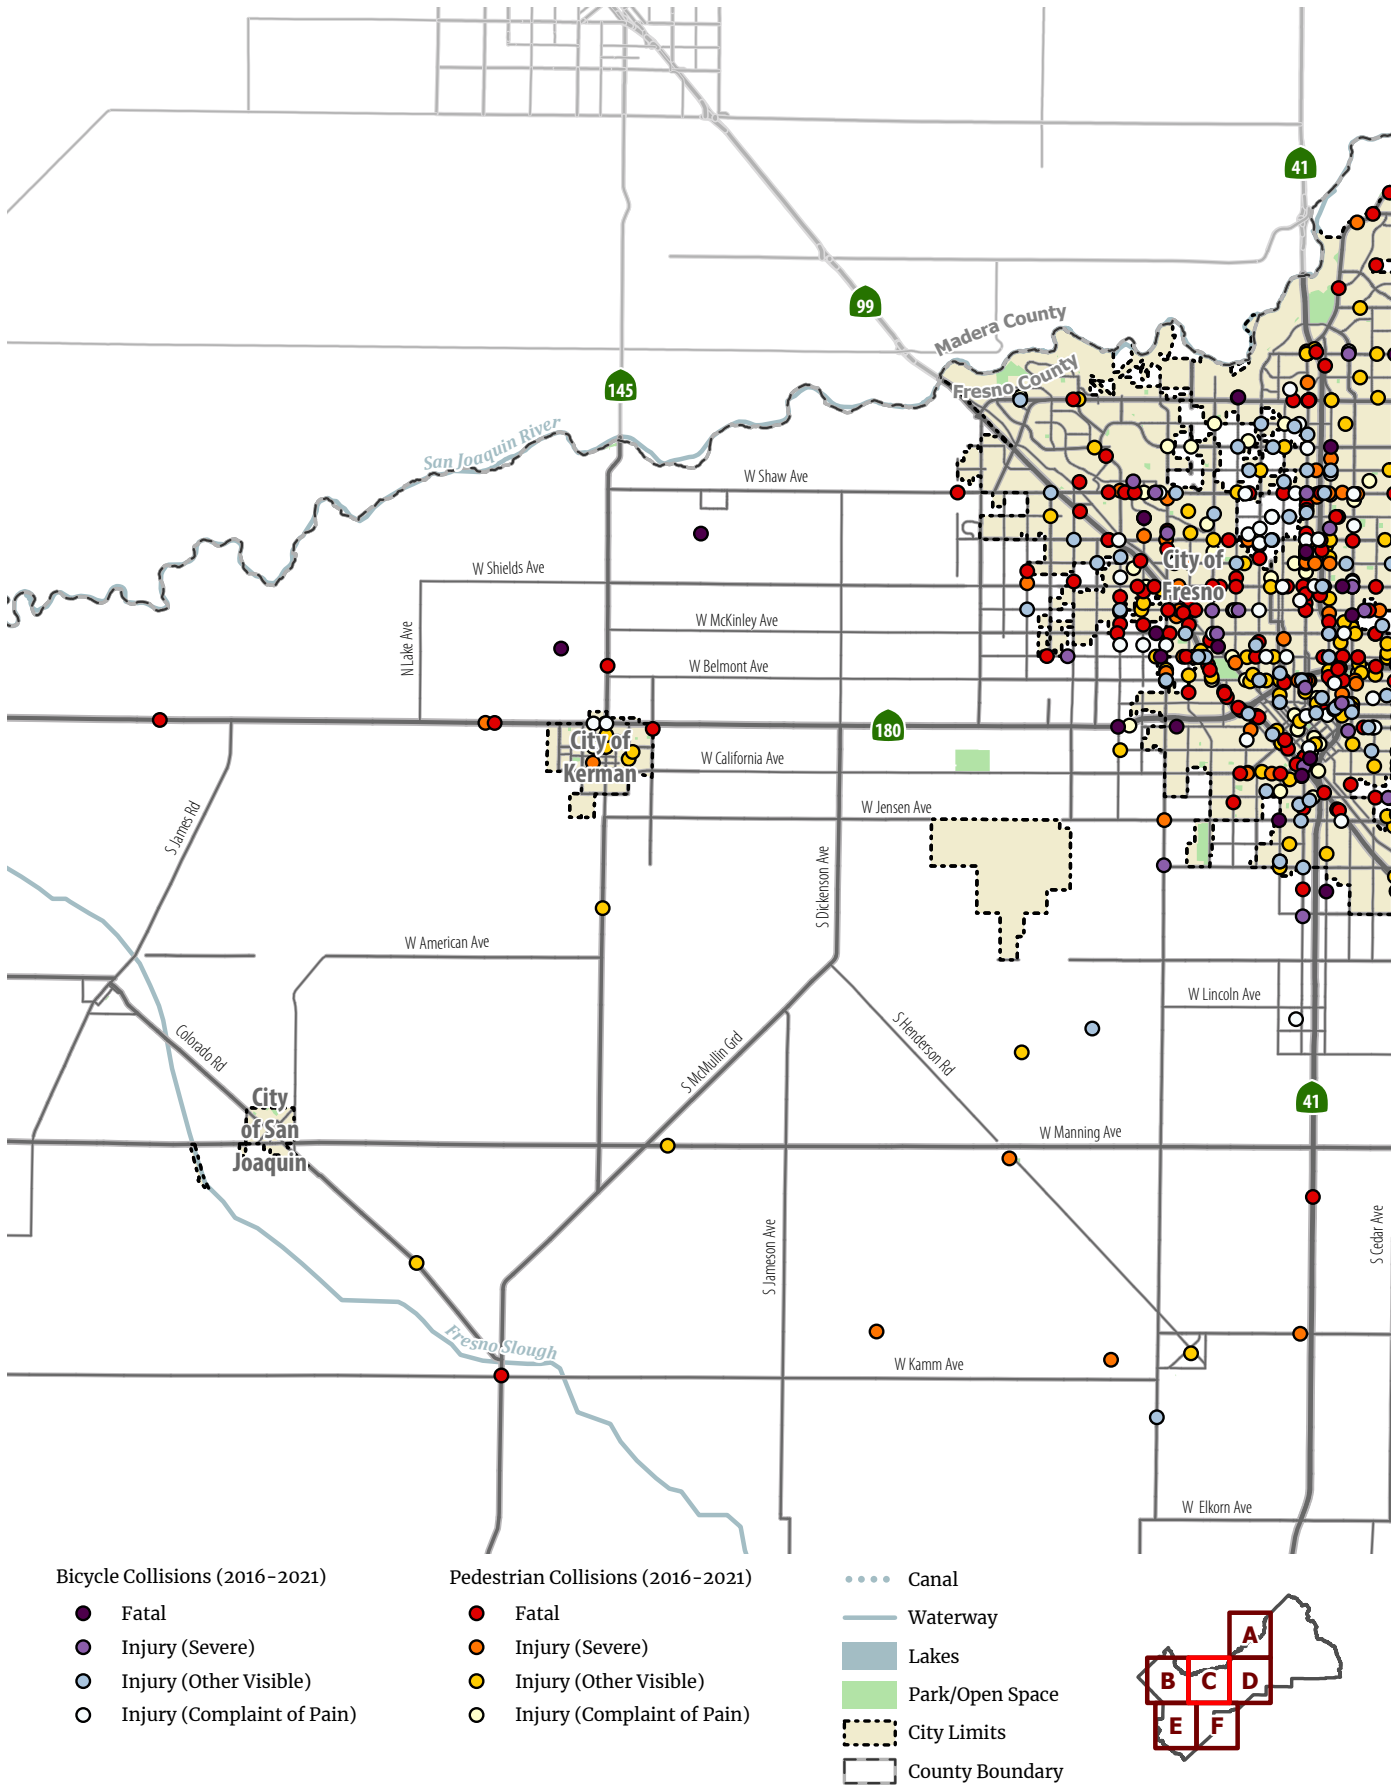 41
99
Madera County
Fresno County
145
San Joaquin River
W Shaw Ave
W Shields Ave
City of
Fresno
N Lake Ave
W McKinley Ave
W Belmont Ave
180
City of
Kerman
W California Ave
W Jensen Ave
S James Rd
S Dickenson Ave
W American Ave
W Lincoln Ave
Colorado Rd
S McMullin Grd
S Henderson Rd
City
of San
Joaquin
41
W Manning Ave
S Jameson Ave
S Cedar Ave
Fresno Slough
W Kamm Ave
W Elkorn Ave
Bicycle Collisions (2016-2021)
Fatal
Injury (Severe)
Injury (Other Visible)
Injury (Complaint of Pain)
Pedestrian Collisions (2016-2021)
Fatal
Injury (Severe)
Injury (Other Visible)
Injury (Complaint of Pain)
Canal
Waterway
Lakes
Park/Open Space
City Limits
County Boundary
A
B
C
D
E
F